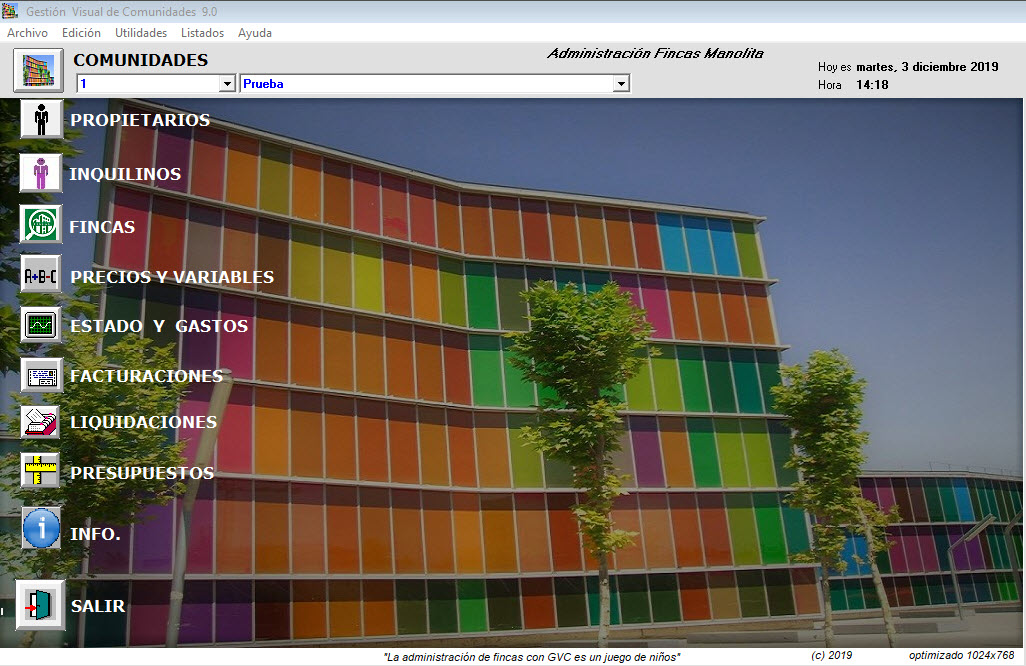 Gestión Visual de Comunidades 9.0
Archivo Edición Utilidades Listados Ayuda
COMUNIDADES
Administración Fincas Manolita
1 Prueba
Hoy es martes, 3 diciembre 2019
Hora 14:18
PROPIETARIOS
INQUILINOS
FINCAS
A+B-C PRECIOS Y VARIABLES
ESTADO Y GASTOS
FACTURACIONES
LIQUIDACIONES
PRESUPUESTOS
i INFO.
SALIR
"La administración de fincas con GVC es un juego de niños" (c) 2019 optimizado 1024x768